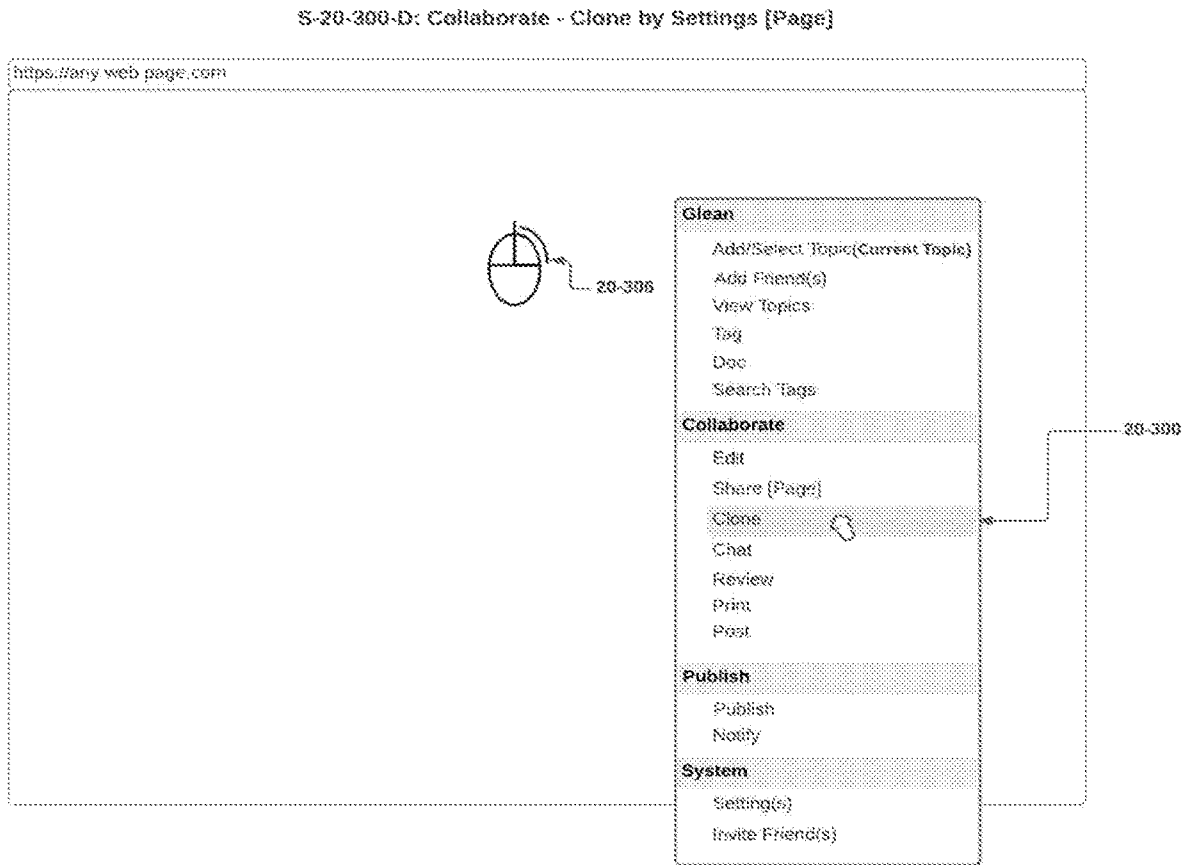 S-20-300-D: Collaborate - Clone by Settings [Page]
https://any web page.com
Glean
Add/Select Topic(Current Topic)
Add Friend(s)
20-306
View Topics
Tag
Doc
Search Tags
Collaborate
20-300
Edit
Share [Page]
Clone
Chat
Review
Print
Post
Publish
Publish
Notify
System
Setting(s)
Invite Friend(s)